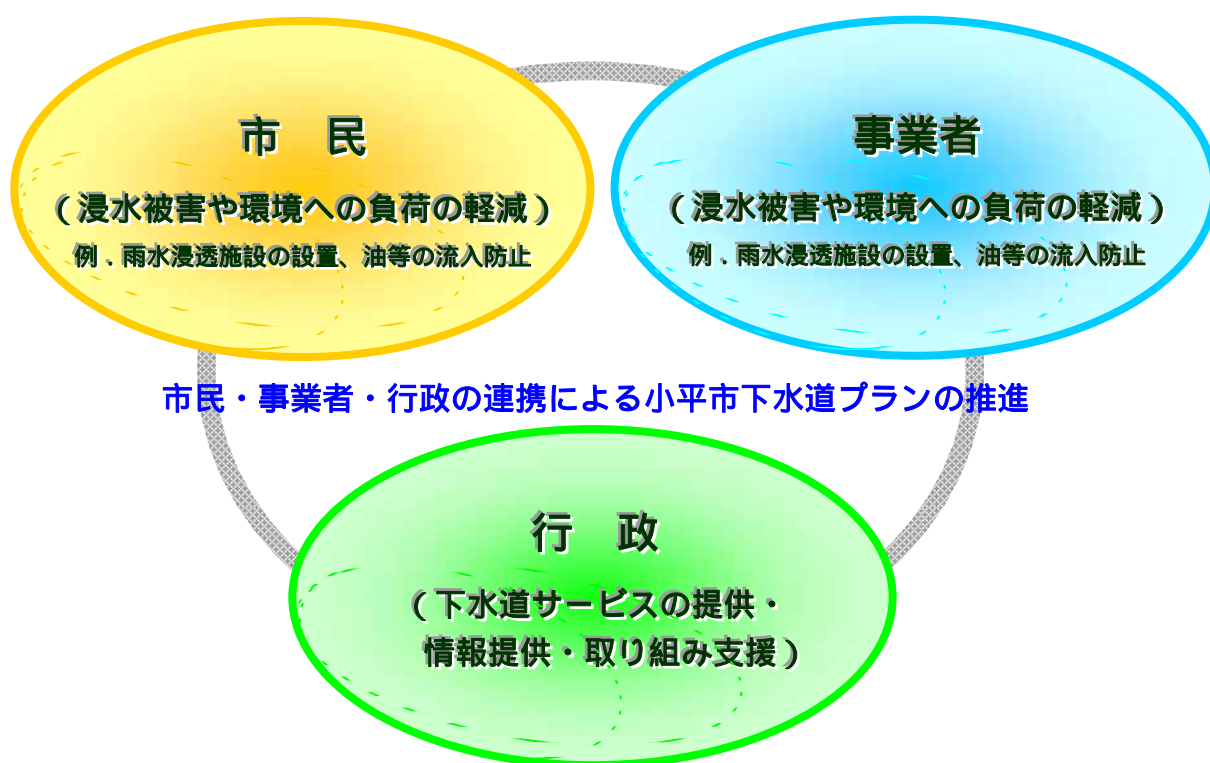 市　民
（浸水被害や環境への負荷の軽減）
例．雨水浸透施設の設置、油等の流入防止
事業者
（浸水被害や環境への負荷の軽減）
例．雨水浸透施設の設置、油等の流入防止
市民・事業者・行政の連携による小平市下水道プランの推進
行　政
（下水道サービスの提供・
情報提供・取り組み支援）